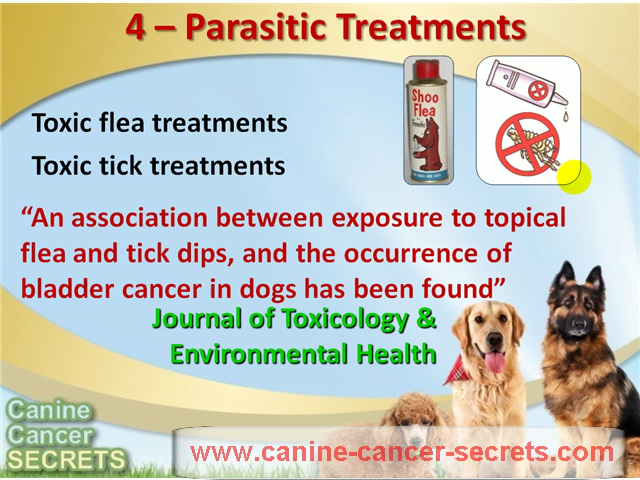 4 – Parasitic Treatments
Shoo
Flea
Toxic flea treatments
Toxic tick treatments
“An association between exposure to topical
flea and tick dips, and the occurrence of
bladder cancer in dogs has been found”
Journal of Toxicology &
Environmental Health
Canine
Cancer
SECRETS
www.canine-cancer-secrets.com